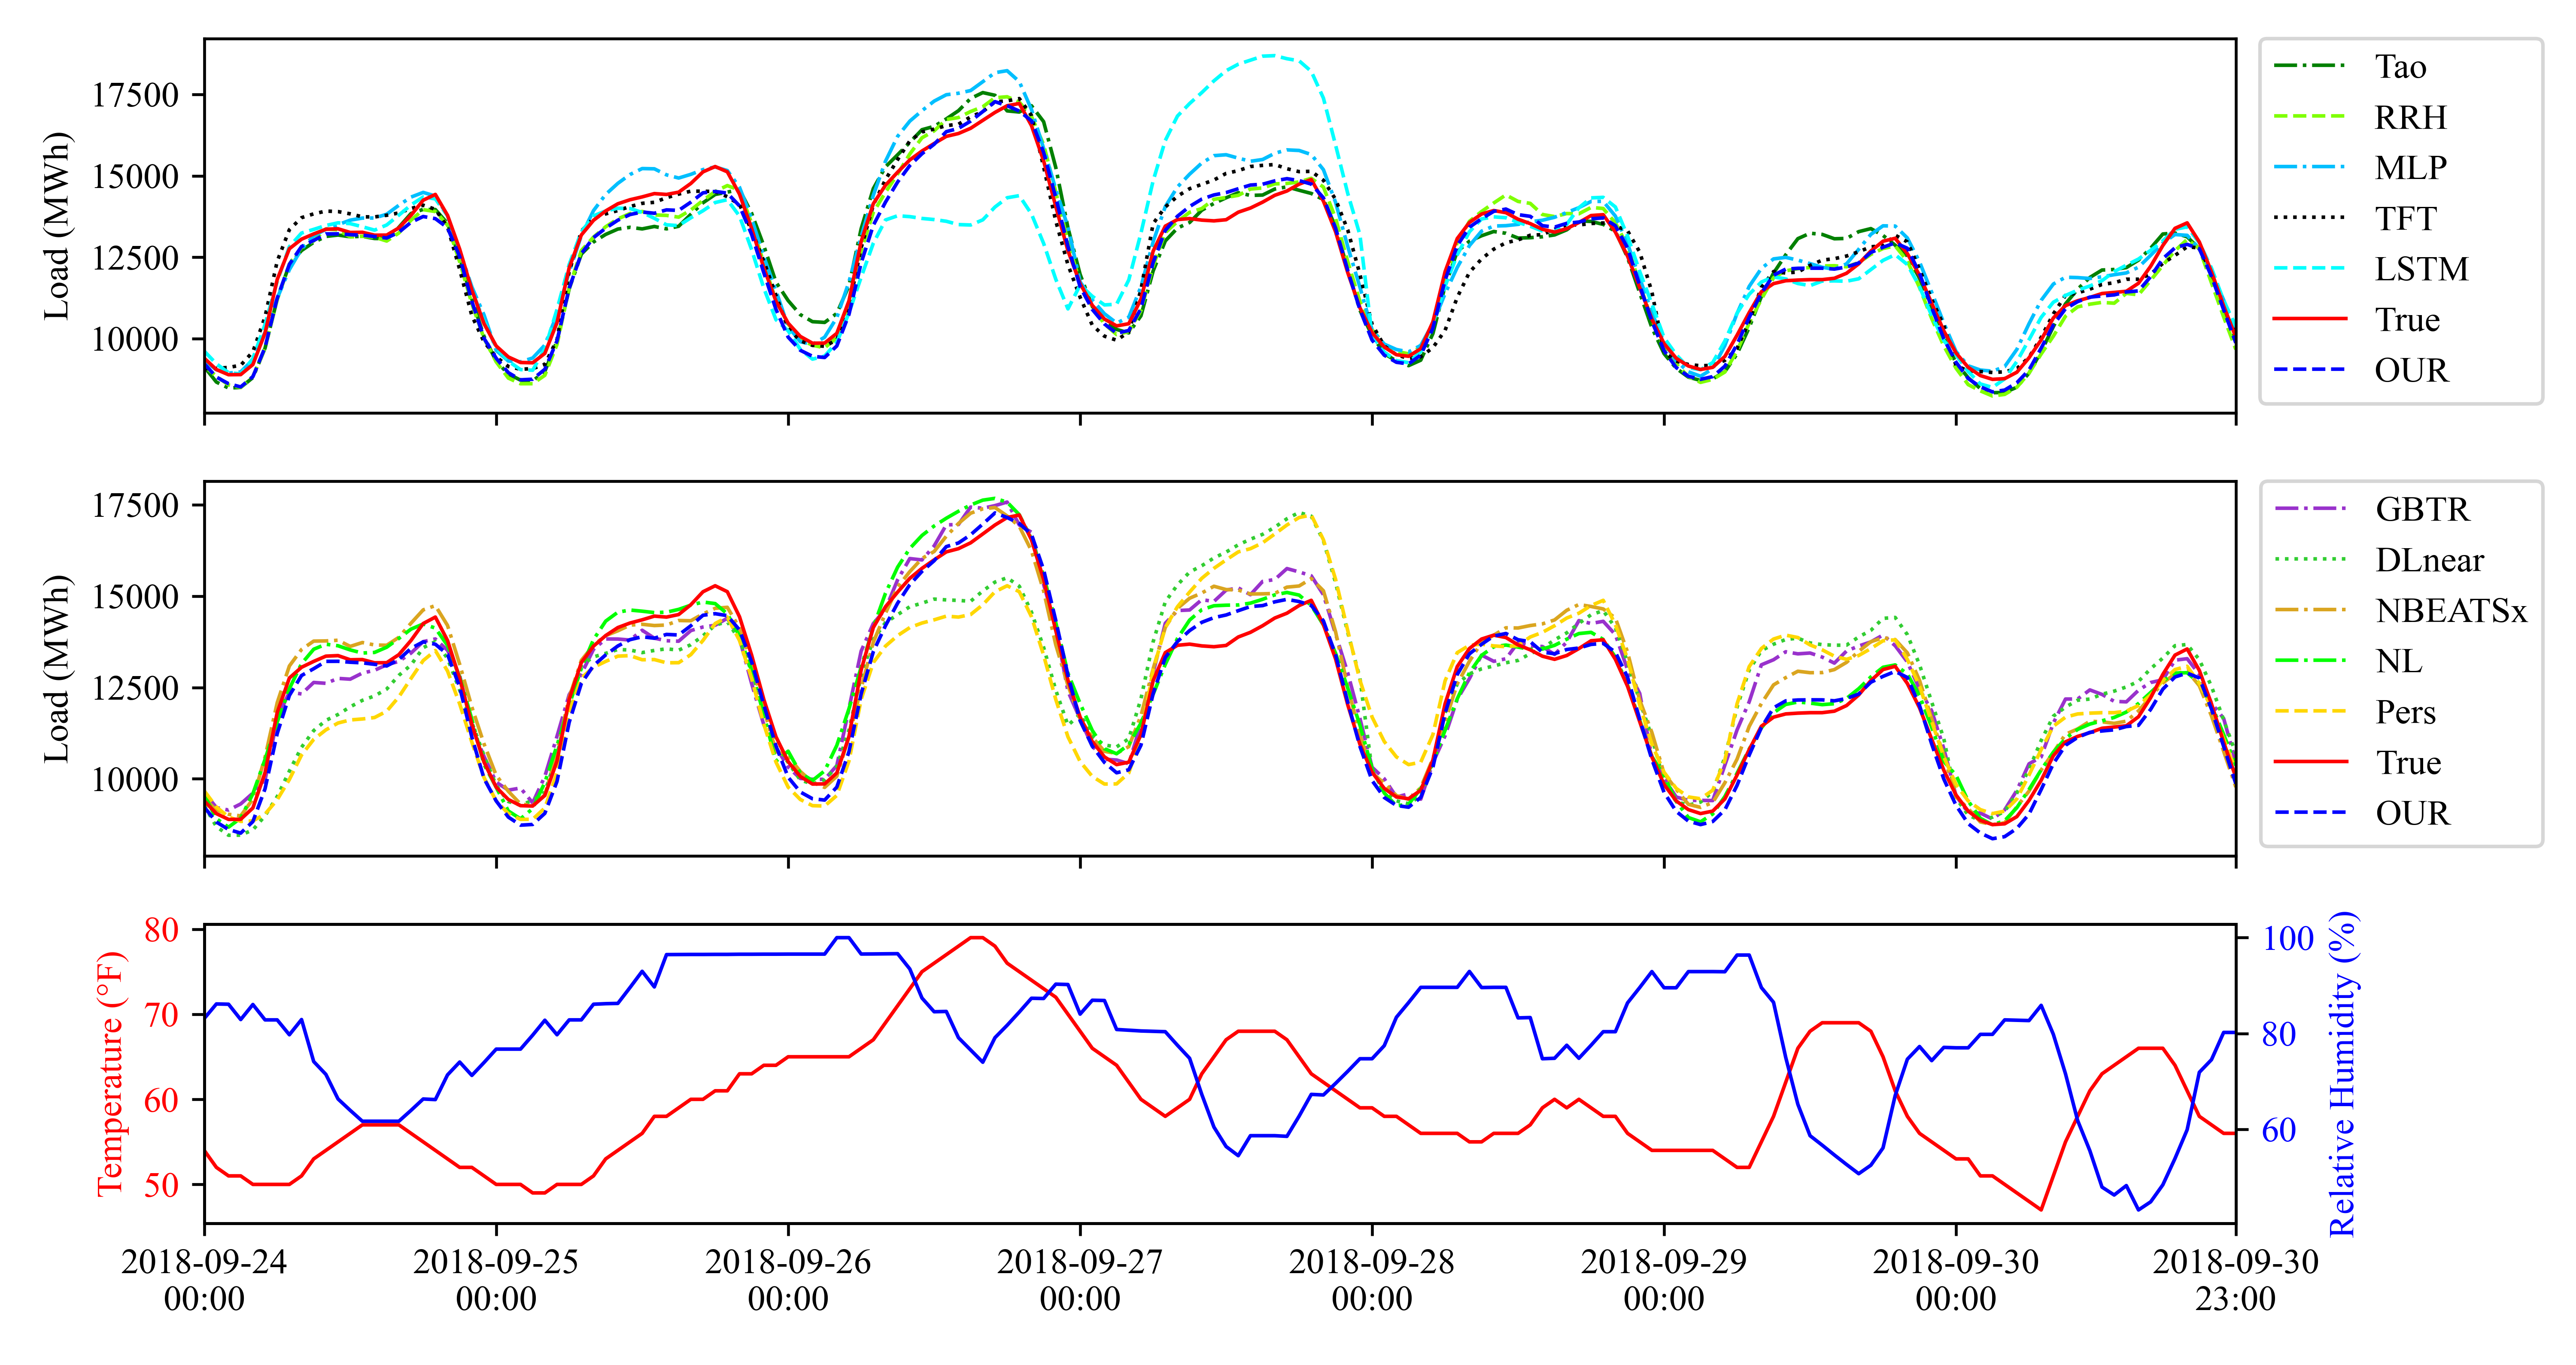 17500
15000
12500
10000
Load (MWh)
Tao
RRH
MLP
TFT
LSTM
True
OUR
17500
15000
12500
10000
Load (MWh)
GBTR
DLnear
NBEATSx
NL
Pers
True
OUR
80
70
60
50
Temperature (°F)
100
80
60
Relative Humidity (%)
2018-09-24
00:00
2018-09-25
00:00
2018-09-26
00:00
2018-09-27
00:00
2018-09-28
00:00
2018-09-29
00:00
2018-09-30
00:00
2018-09-30
23:00